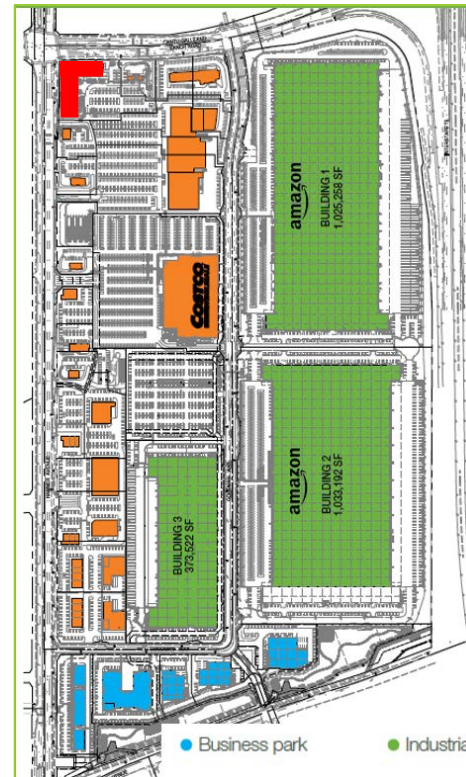 amazon
BUILDING 1
1,025,258 SF
COSTCO
WHOLESALE
amazon
BUILDING 2
1,033,192 SF
BUILDING 3
373,522 SF
Business park
Industria